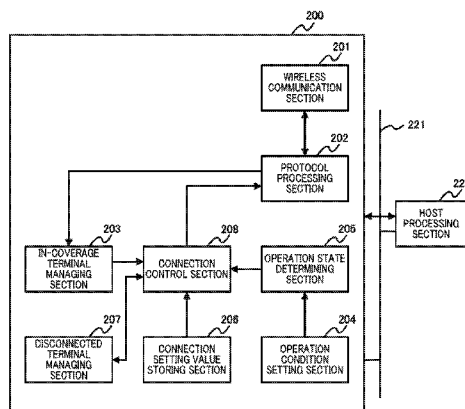 200
201
WIRELESS
COMMUNICATION
SECTION
221
202
PROTOCOL
PROCESSING
SECTION
22
HOST
PROCESSING
SECTION
203
IN-COVERAGE
TERMINAL
MANAGING
SECTION
208
CONNECTION
CONTROL SECTION
205
OPERATION STATE
DETERMINING
SECTION
207
DISCONNECTED
TERMINAL
MANAGING
SECTION
206
CONNECTION
SETTING VALUE
STORING SECTION
204
OPERATION
CONDITION
SETTING SECTION